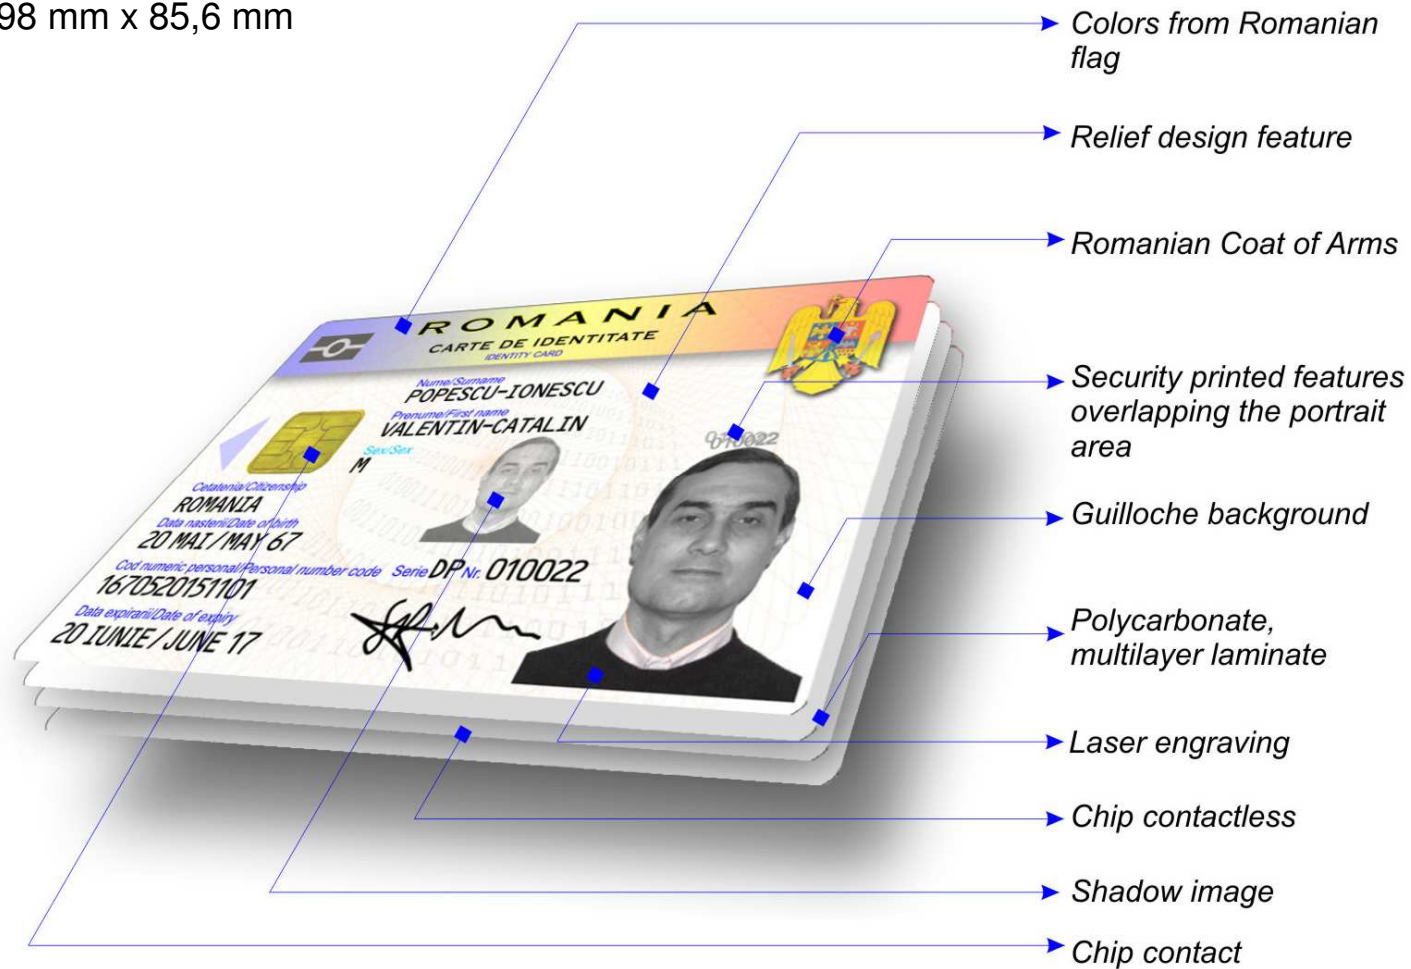 98 mm x 85,6 mm
Colors from Romanian
flag
Relief design feature
Romanian Coat of Arms
ROMANIA
CARTE DE IDENTITATE
IDENTITY CARD
Nume/Surname
POPESCU-IONESCU
Prenume/First name
VALENTIN-CATALIN
Sex/Sex
M
010022
Cetatenia/Citizenship
ROMANIA
Data nasterii/Date of birth
20 MAI/MAY 67
Cod numeric personal/Personal number code
1670520151101
Serie DP Nr. 010022
Data expirarii/Date of expiry
20 IUNIE/JUNE 17
Security printed features
overlapping the portrait
area
Guilloche background
Polycarbonate,
multilayer laminate
Laser engraving
Chip contactless
Shadow image
Chip contact